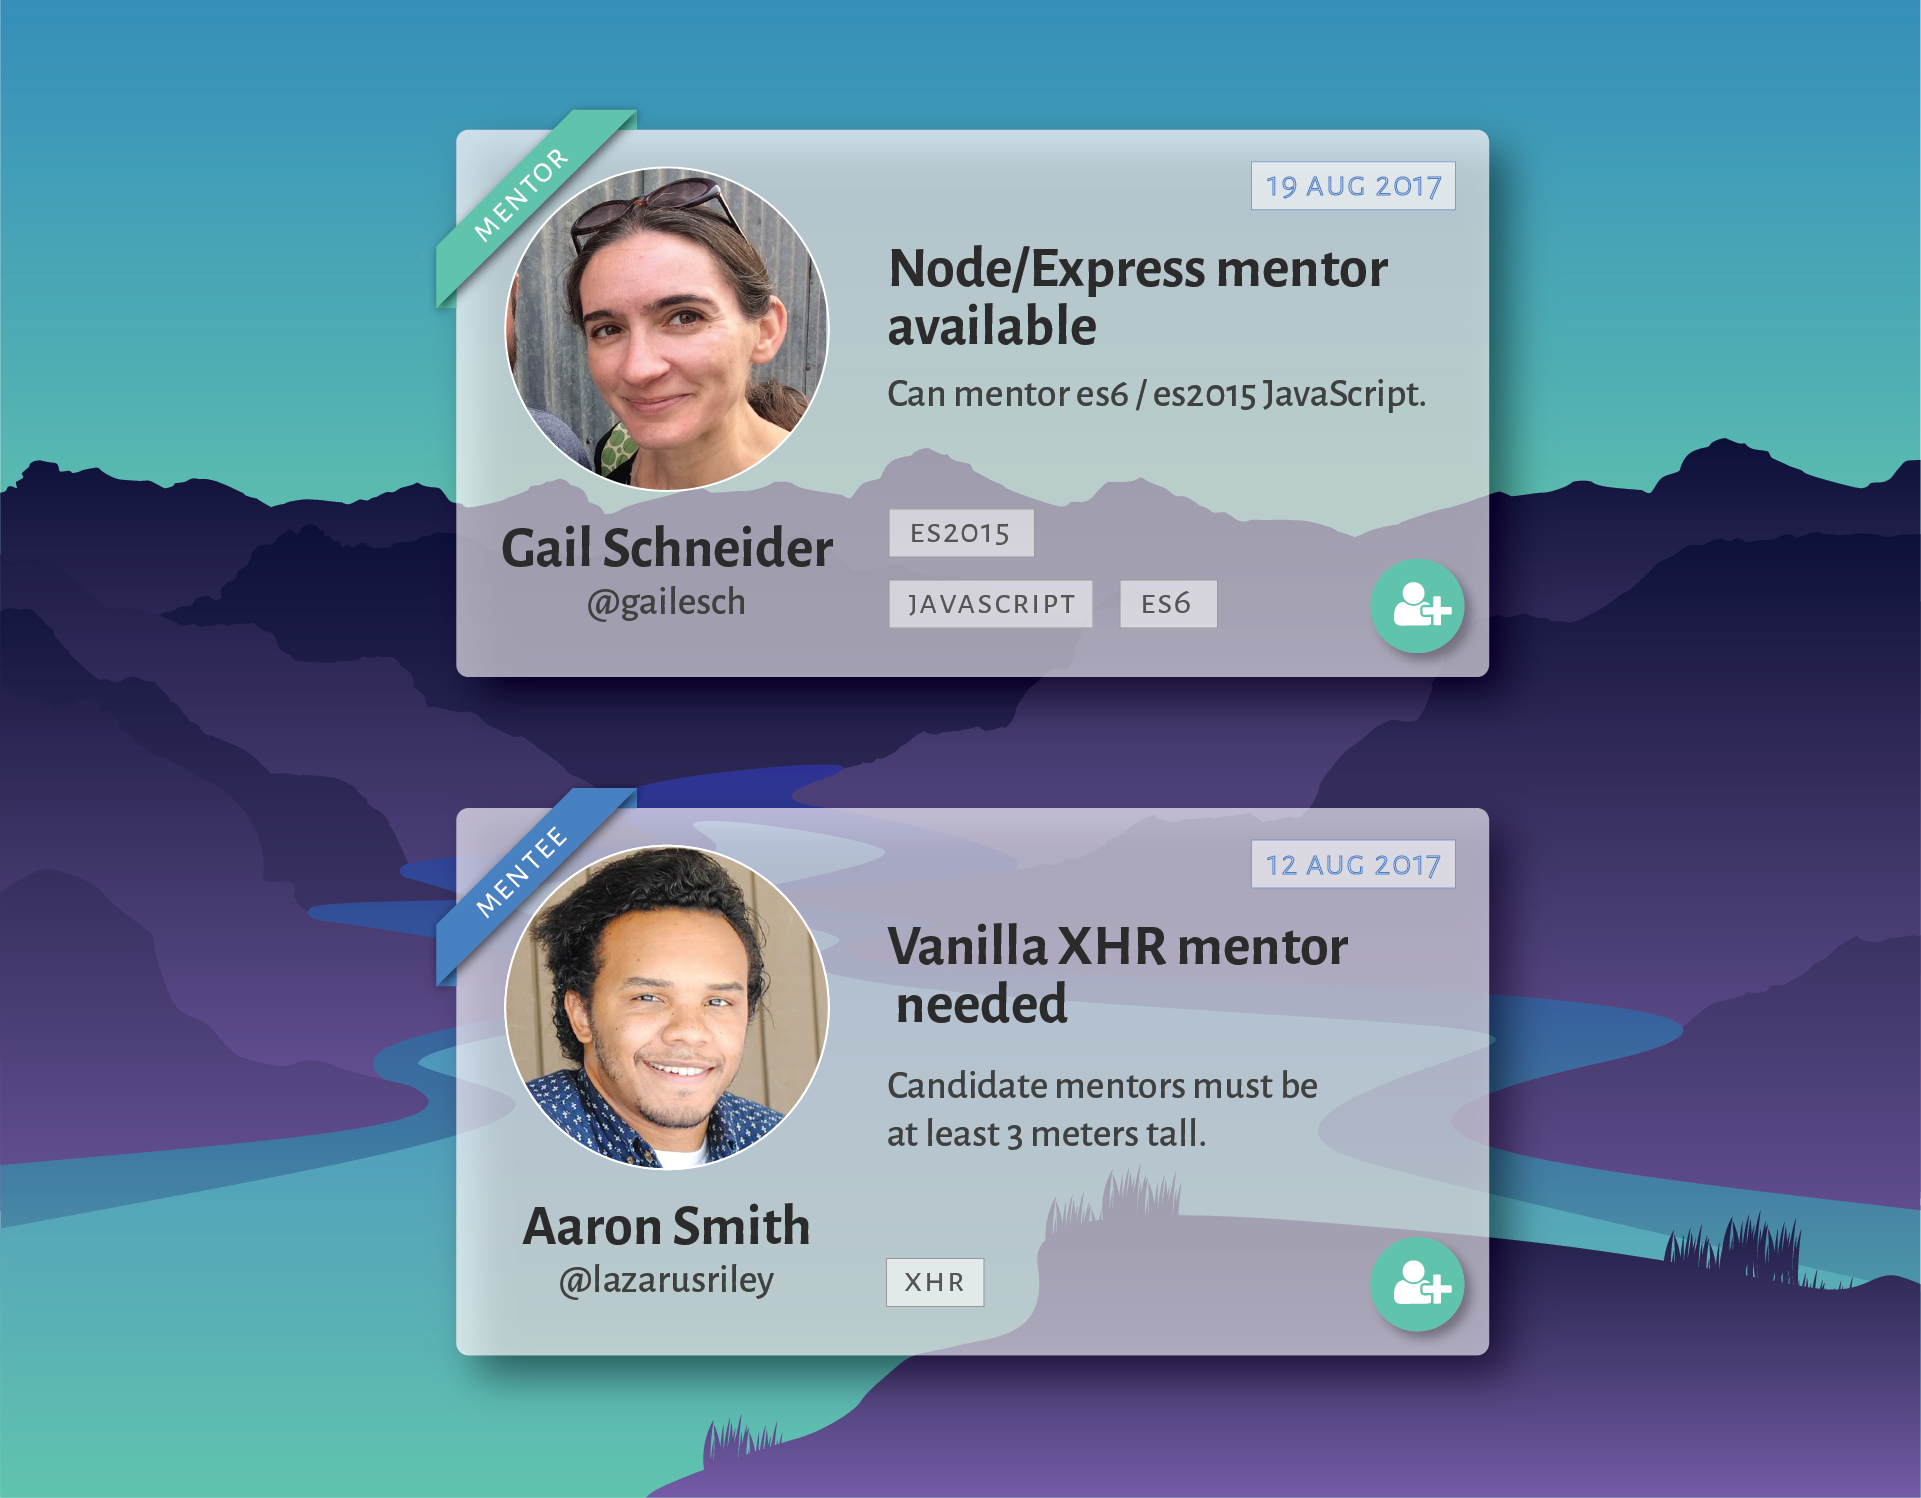 MENTOR
19 AUG 2017
Node/Express mentor
available
Can mentor es6 / es2015 JavaScript.
Gail Schneider
@gailesch
ES2015
JAVASCRIPT ES6
MENTEE
12 AUG 2017
Vanilla XHR mentor
needed
Candidate mentors must be
at least 3 meters tall.
Aaron Smith
@lazarusriley
XHR